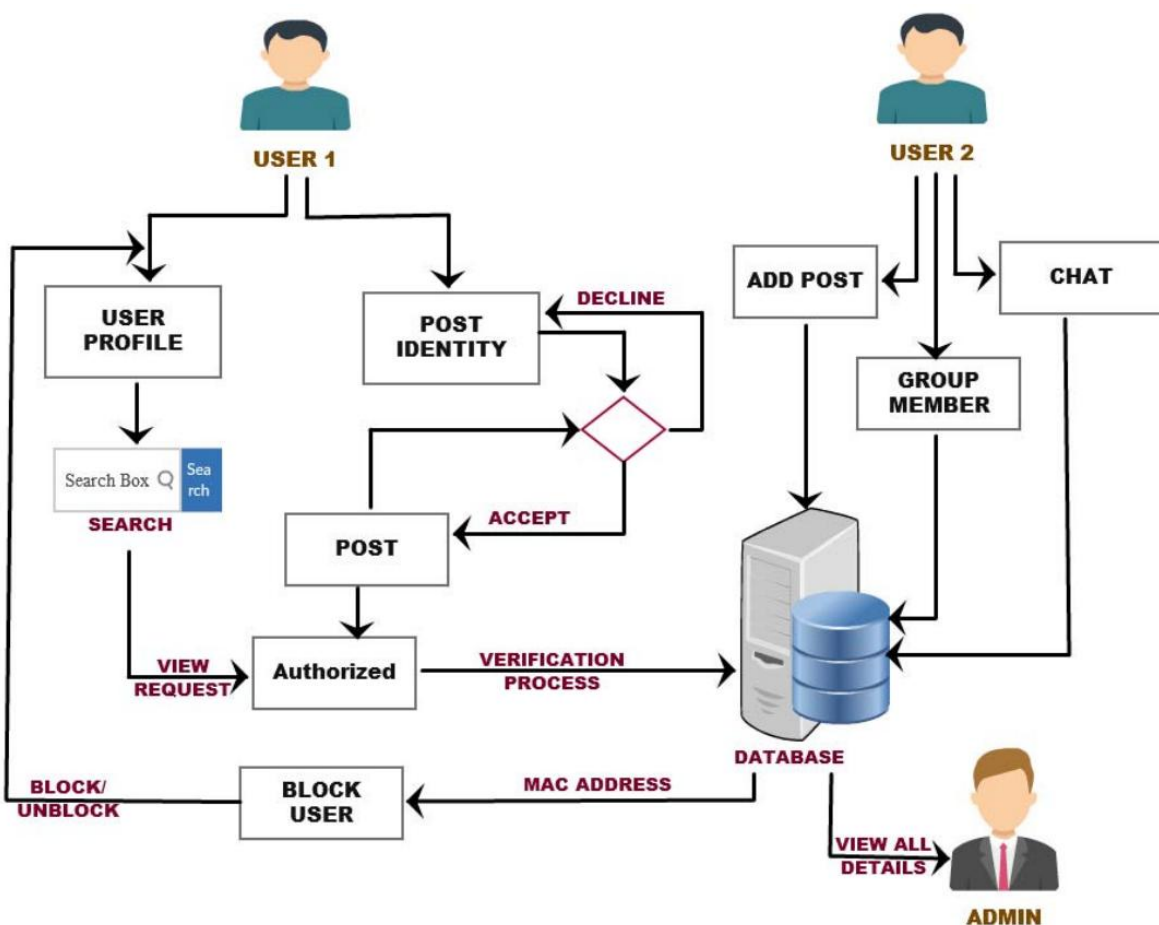 USER 1
USER 2
USER
PROFILE
POST
IDENTITY
DECLINE
ADD POST
CHAT
GROUP
MEMBER
Search Box
Sea
rch
SEARCH
ACCEPT
POST
VIEW
REQUEST
Authorized
VERIFICATION
PROCESS
DATABASE
BLOCK/
UNBLOCK
BLOCK
USER
MAC ADDRESS
VIEW ALL
DETAILS
ADMIN